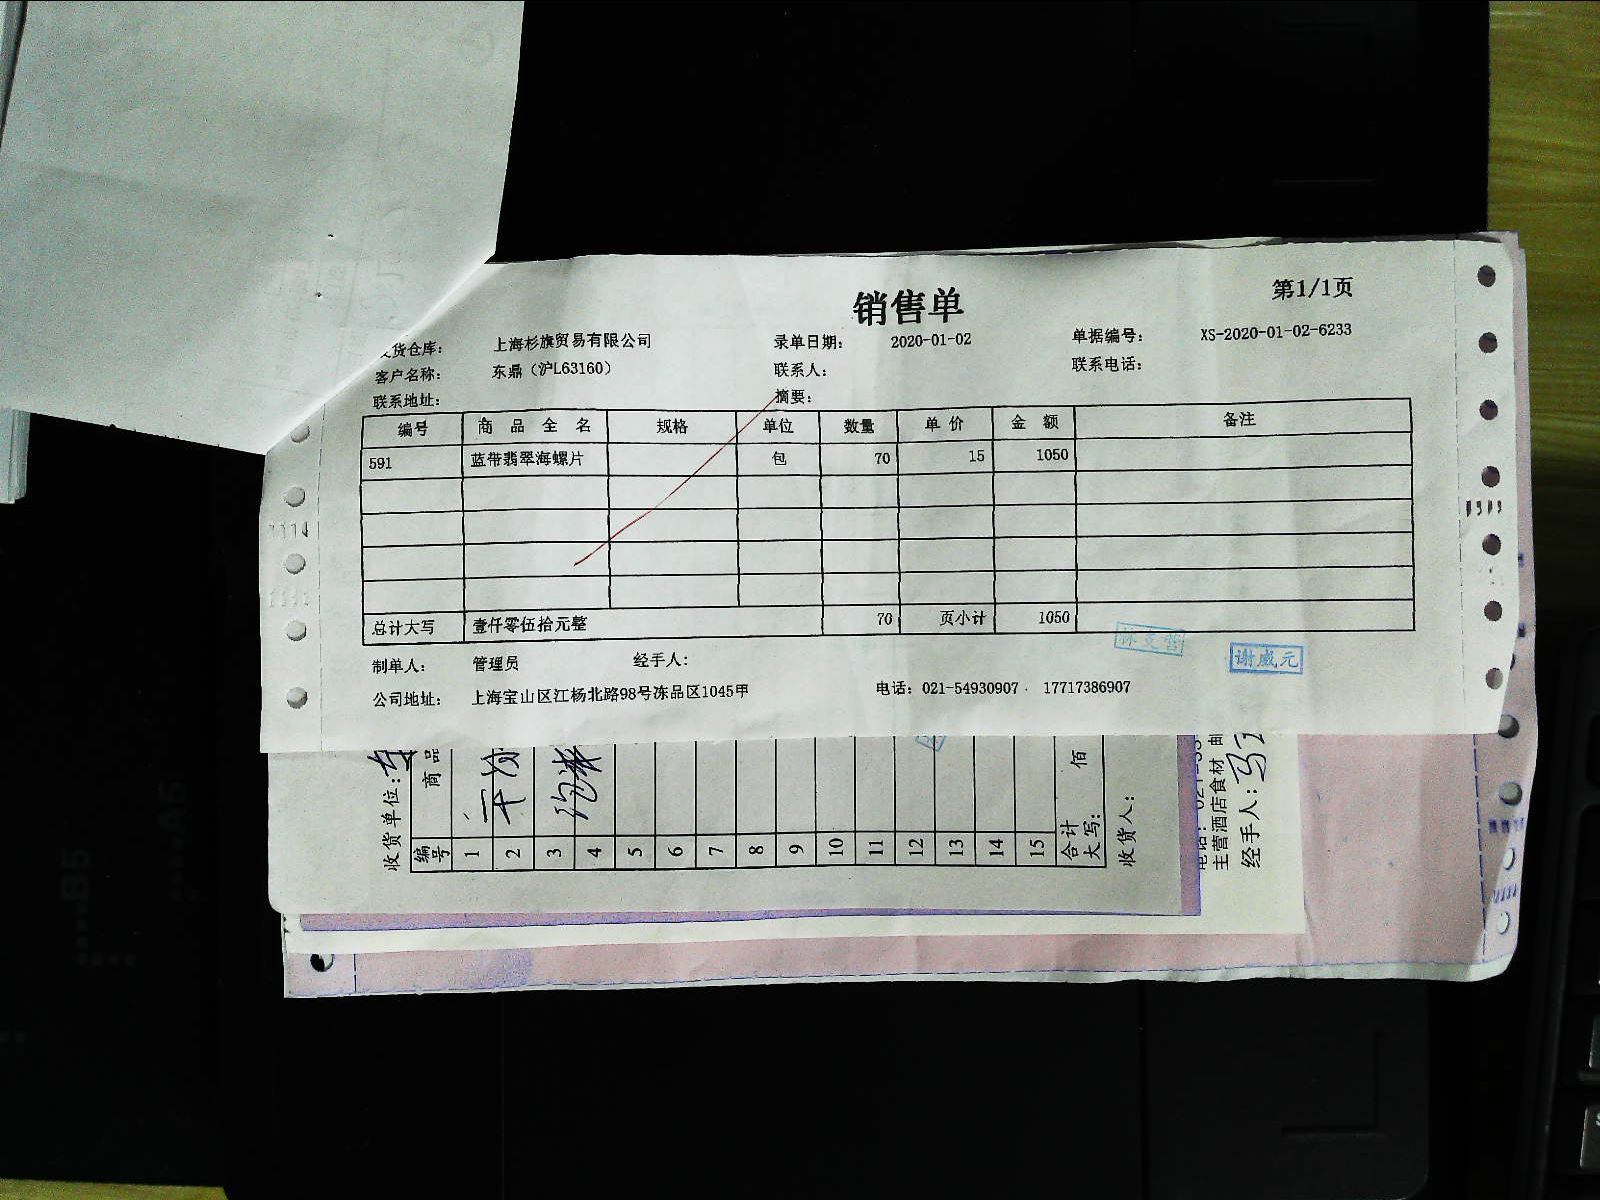 销售单
第1/1页
货仓库： 上海杉旗贸易有限公司 录单日期： 2020-01-02 单据编号： XS-2020-01-02-6233
客户名称： 东鼎（沪L63160） 联系人： 联系电话：
联系地址： 摘要：
编号 商品全名 规格 单位 数量 单价 金额 备注
591 蓝带翡翠海螺片 包 70 15 1050
总计大写 壹仟零伍拾元整 70 页小计 1050
谢威元
制单人： 管理员 经手人：
公司地址： 上海宝山区江杨北路98号冻品区1045甲 电话：021-54930907 17717386907
收货单位：
编号 商品
1
2
3
4
5
6
7
8
9
10
11
12
13
14
15
合计大写： 佰
收货人：
主营酒店食材
经手人：